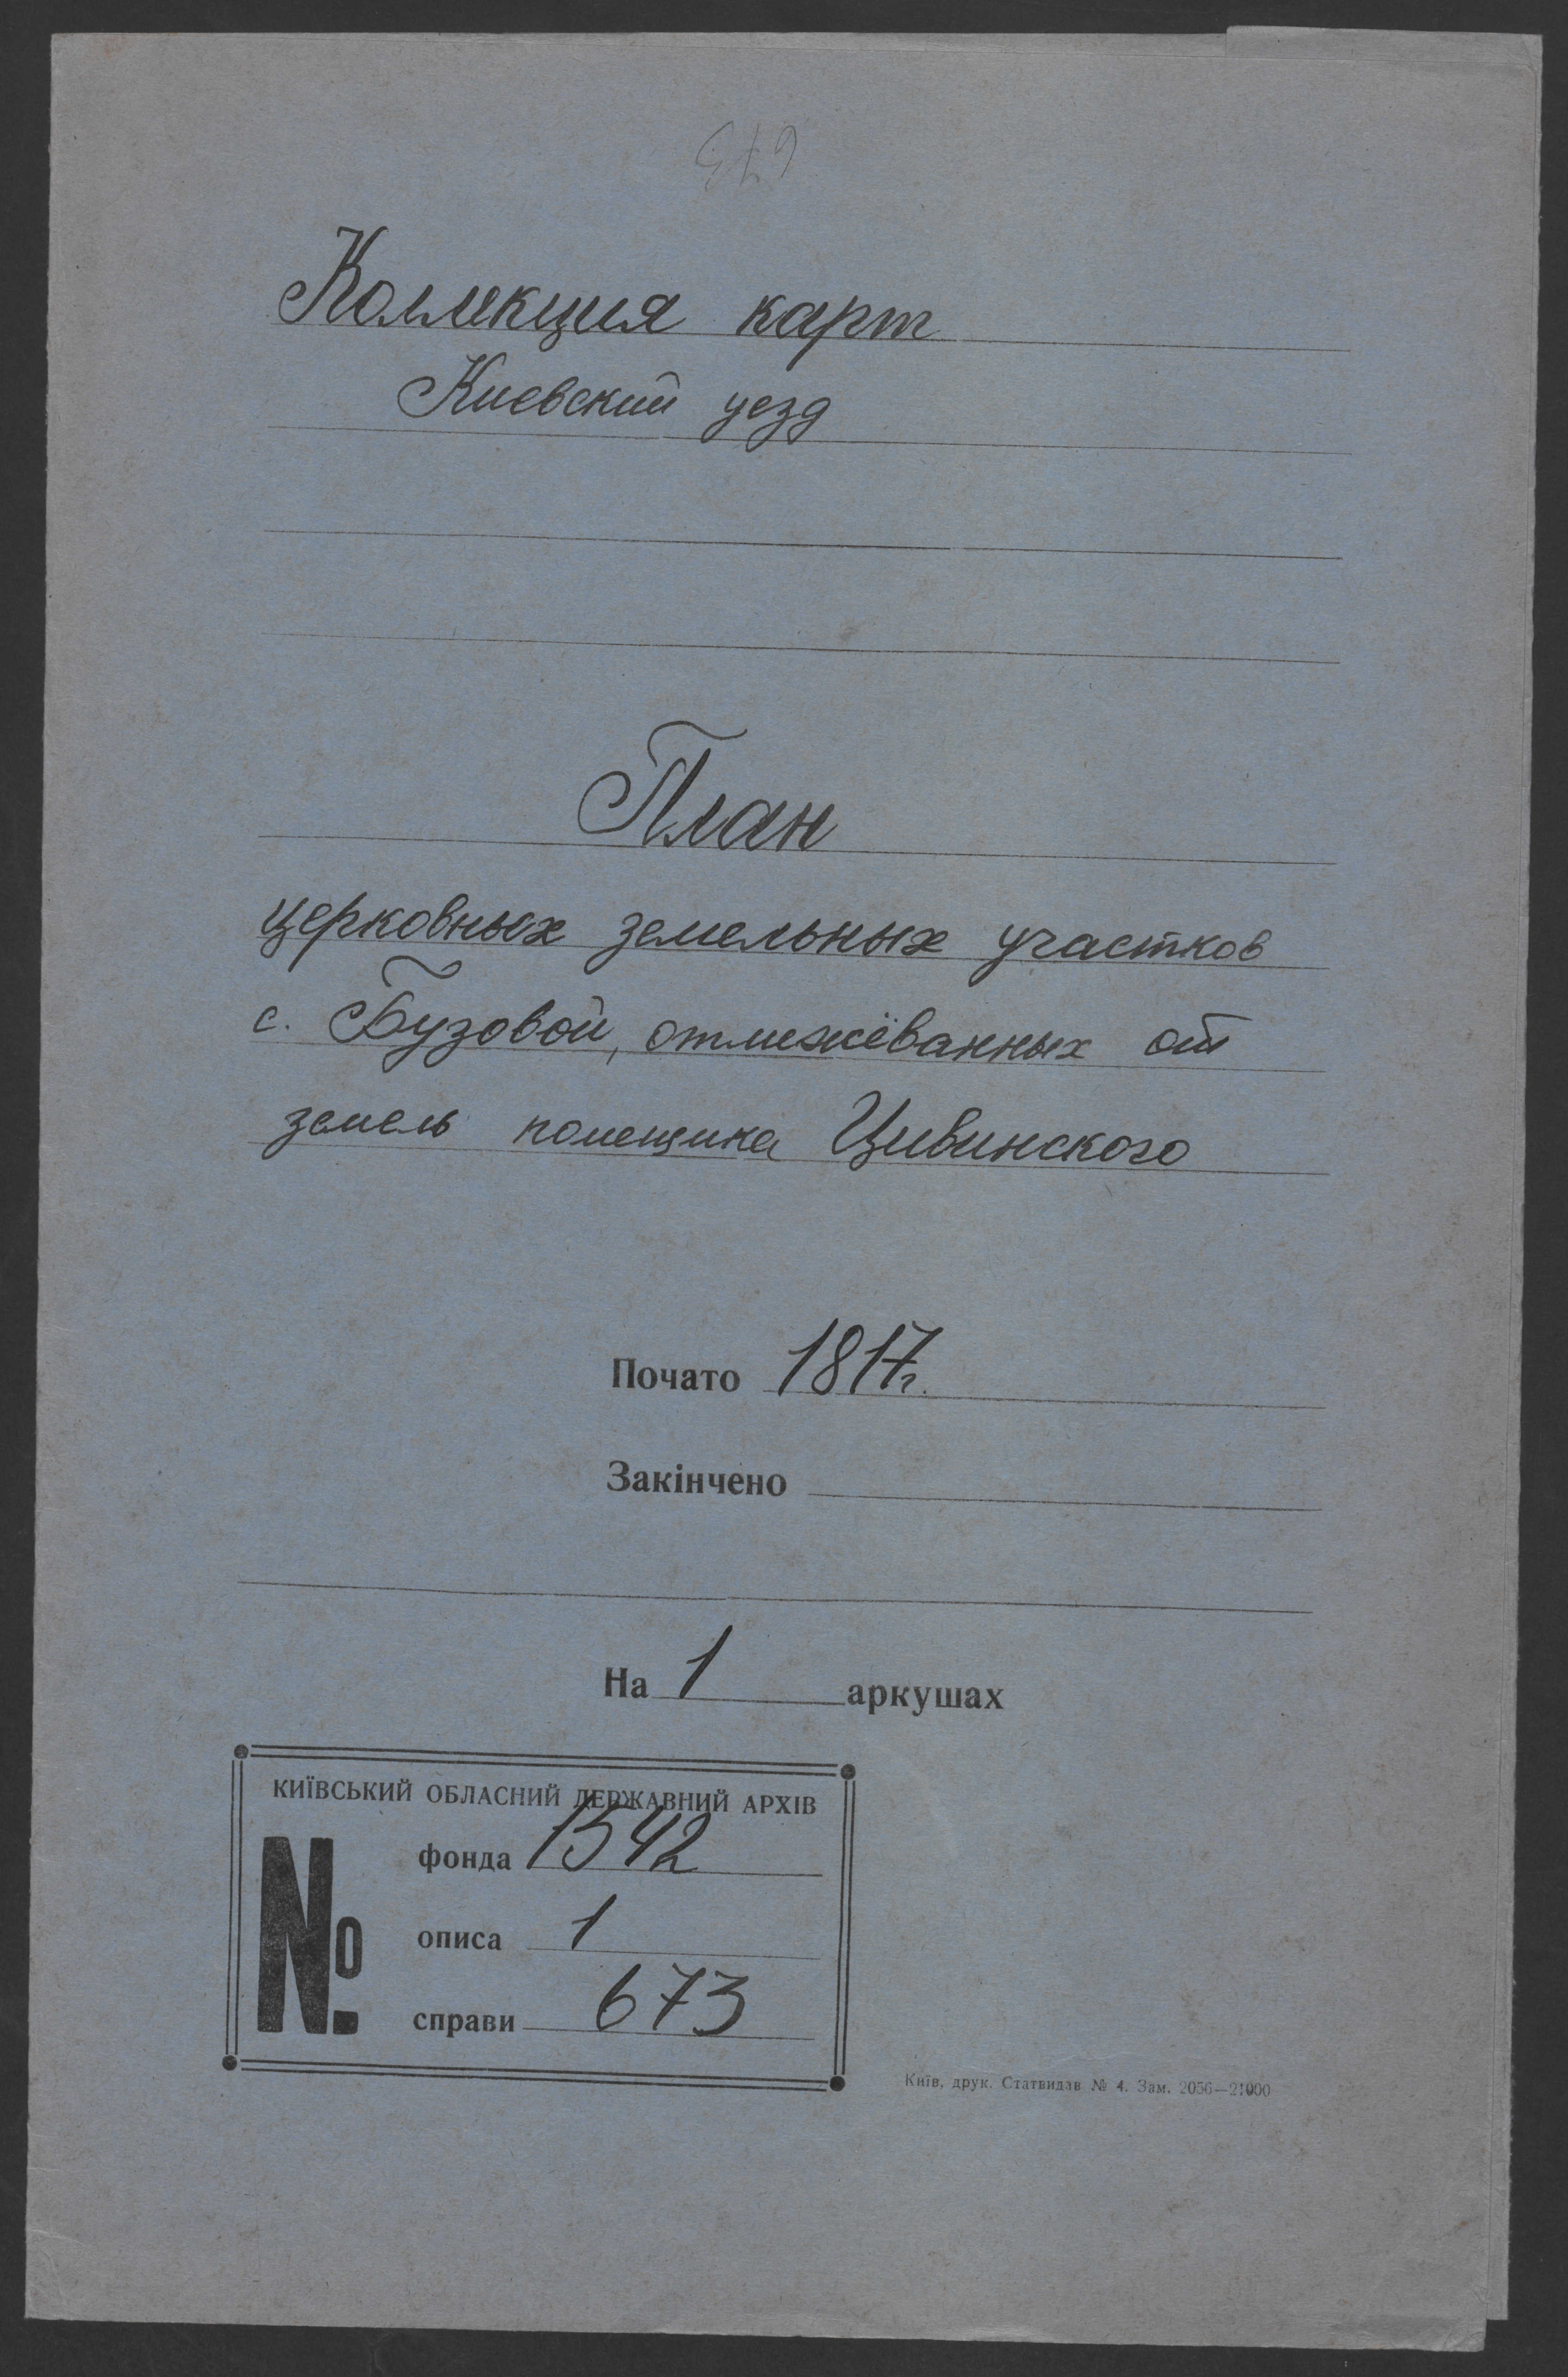 673
Коллекция карт
Киевский уезд
План
церковных земельных участков
с. Бузовой, отмежёванных от
земель помещика Цивинского
Почато 1817г.
Закінчено
На 1 аркушах
КИЇВСЬКИЙ ОБЛАСНИЙ ДЕРЖАВНИЙ АРХІВ
№
фонда 1542
описа 1
справи 673
Київ, друк. Статвидав № 4. Зам. 2056—21000